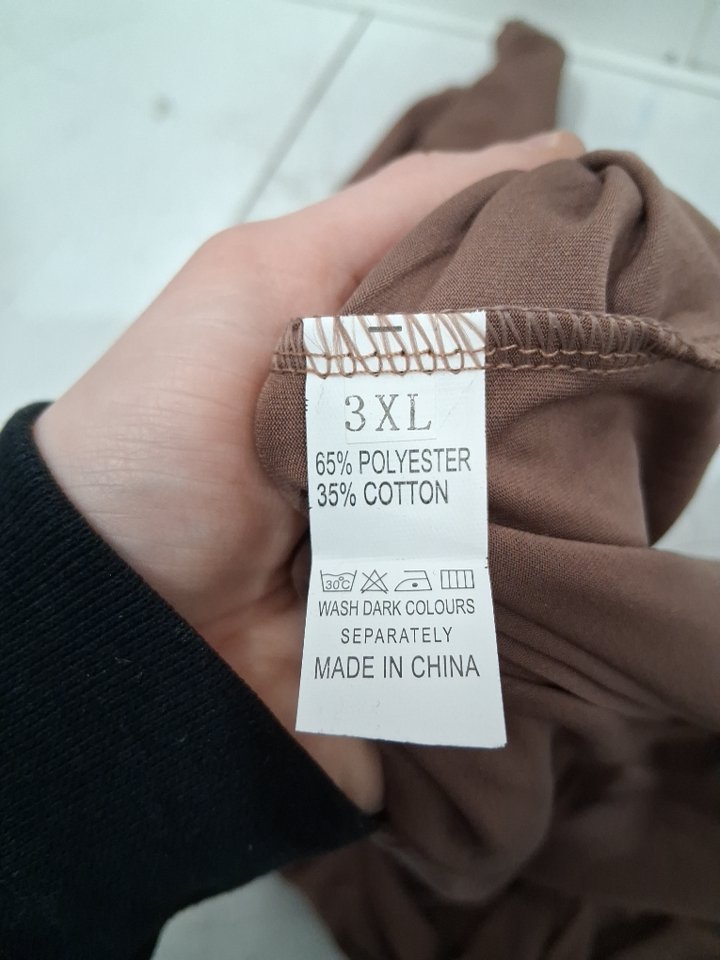 3XL
65% POLYESTER
35% COTTON
30°C
WASH DARK COLOURS
SEPARATELY
MADE IN CHINA